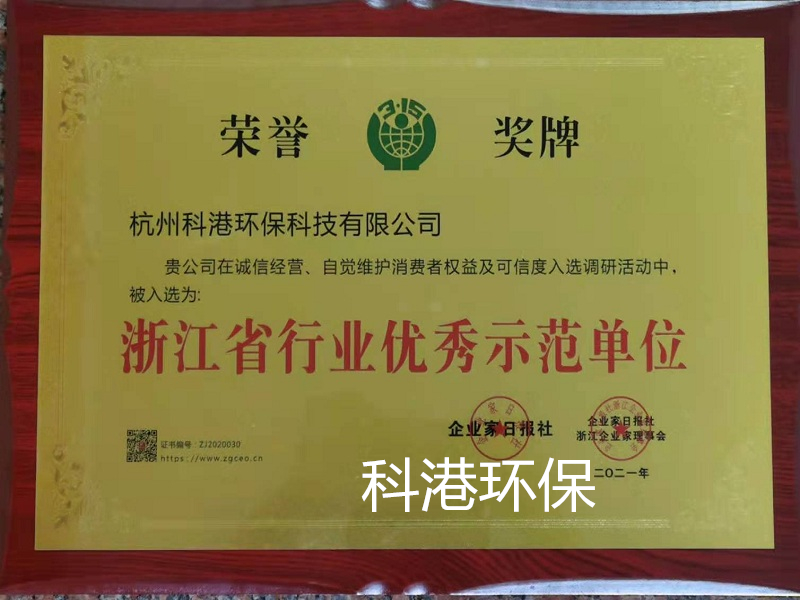 荣誉 3·15 奖牌
杭州科港环保科技有限公司
贵公司在诚信经营、自觉维护消费者权益及可信度入选调研活动中，
被入选为:
浙江省行业优秀示范单位
企业家日报社
企业家日报社
浙江企业家理事会
二〇二一年
证书编号: ZJ2020030
https://www.zgceo.cn
科港环保